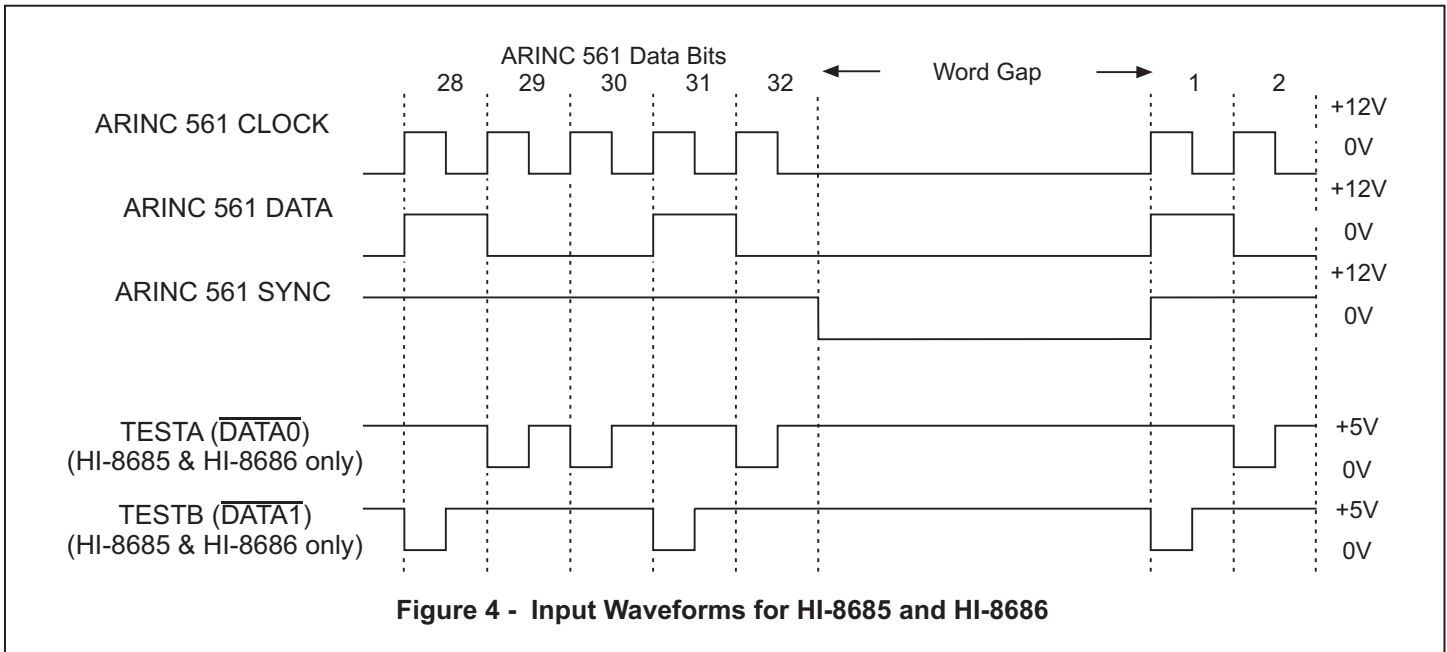 ARINC 561 Data Bits
Word Gap
28 29 30 31 32 1 2
ARINC 561 CLOCK
+12V
0V
ARINC 561 DATA
+12V
0V
ARINC 561 SYNC
+12V
0V
TESTA (DATA0)
(HI-8685 & HI-8686 only)
+5V
0V
TESTB (DATA1)
(HI-8685 & HI-8686 only)
+5V
0V
Figure 4 - Input Waveforms for HI-8685 and HI-8686